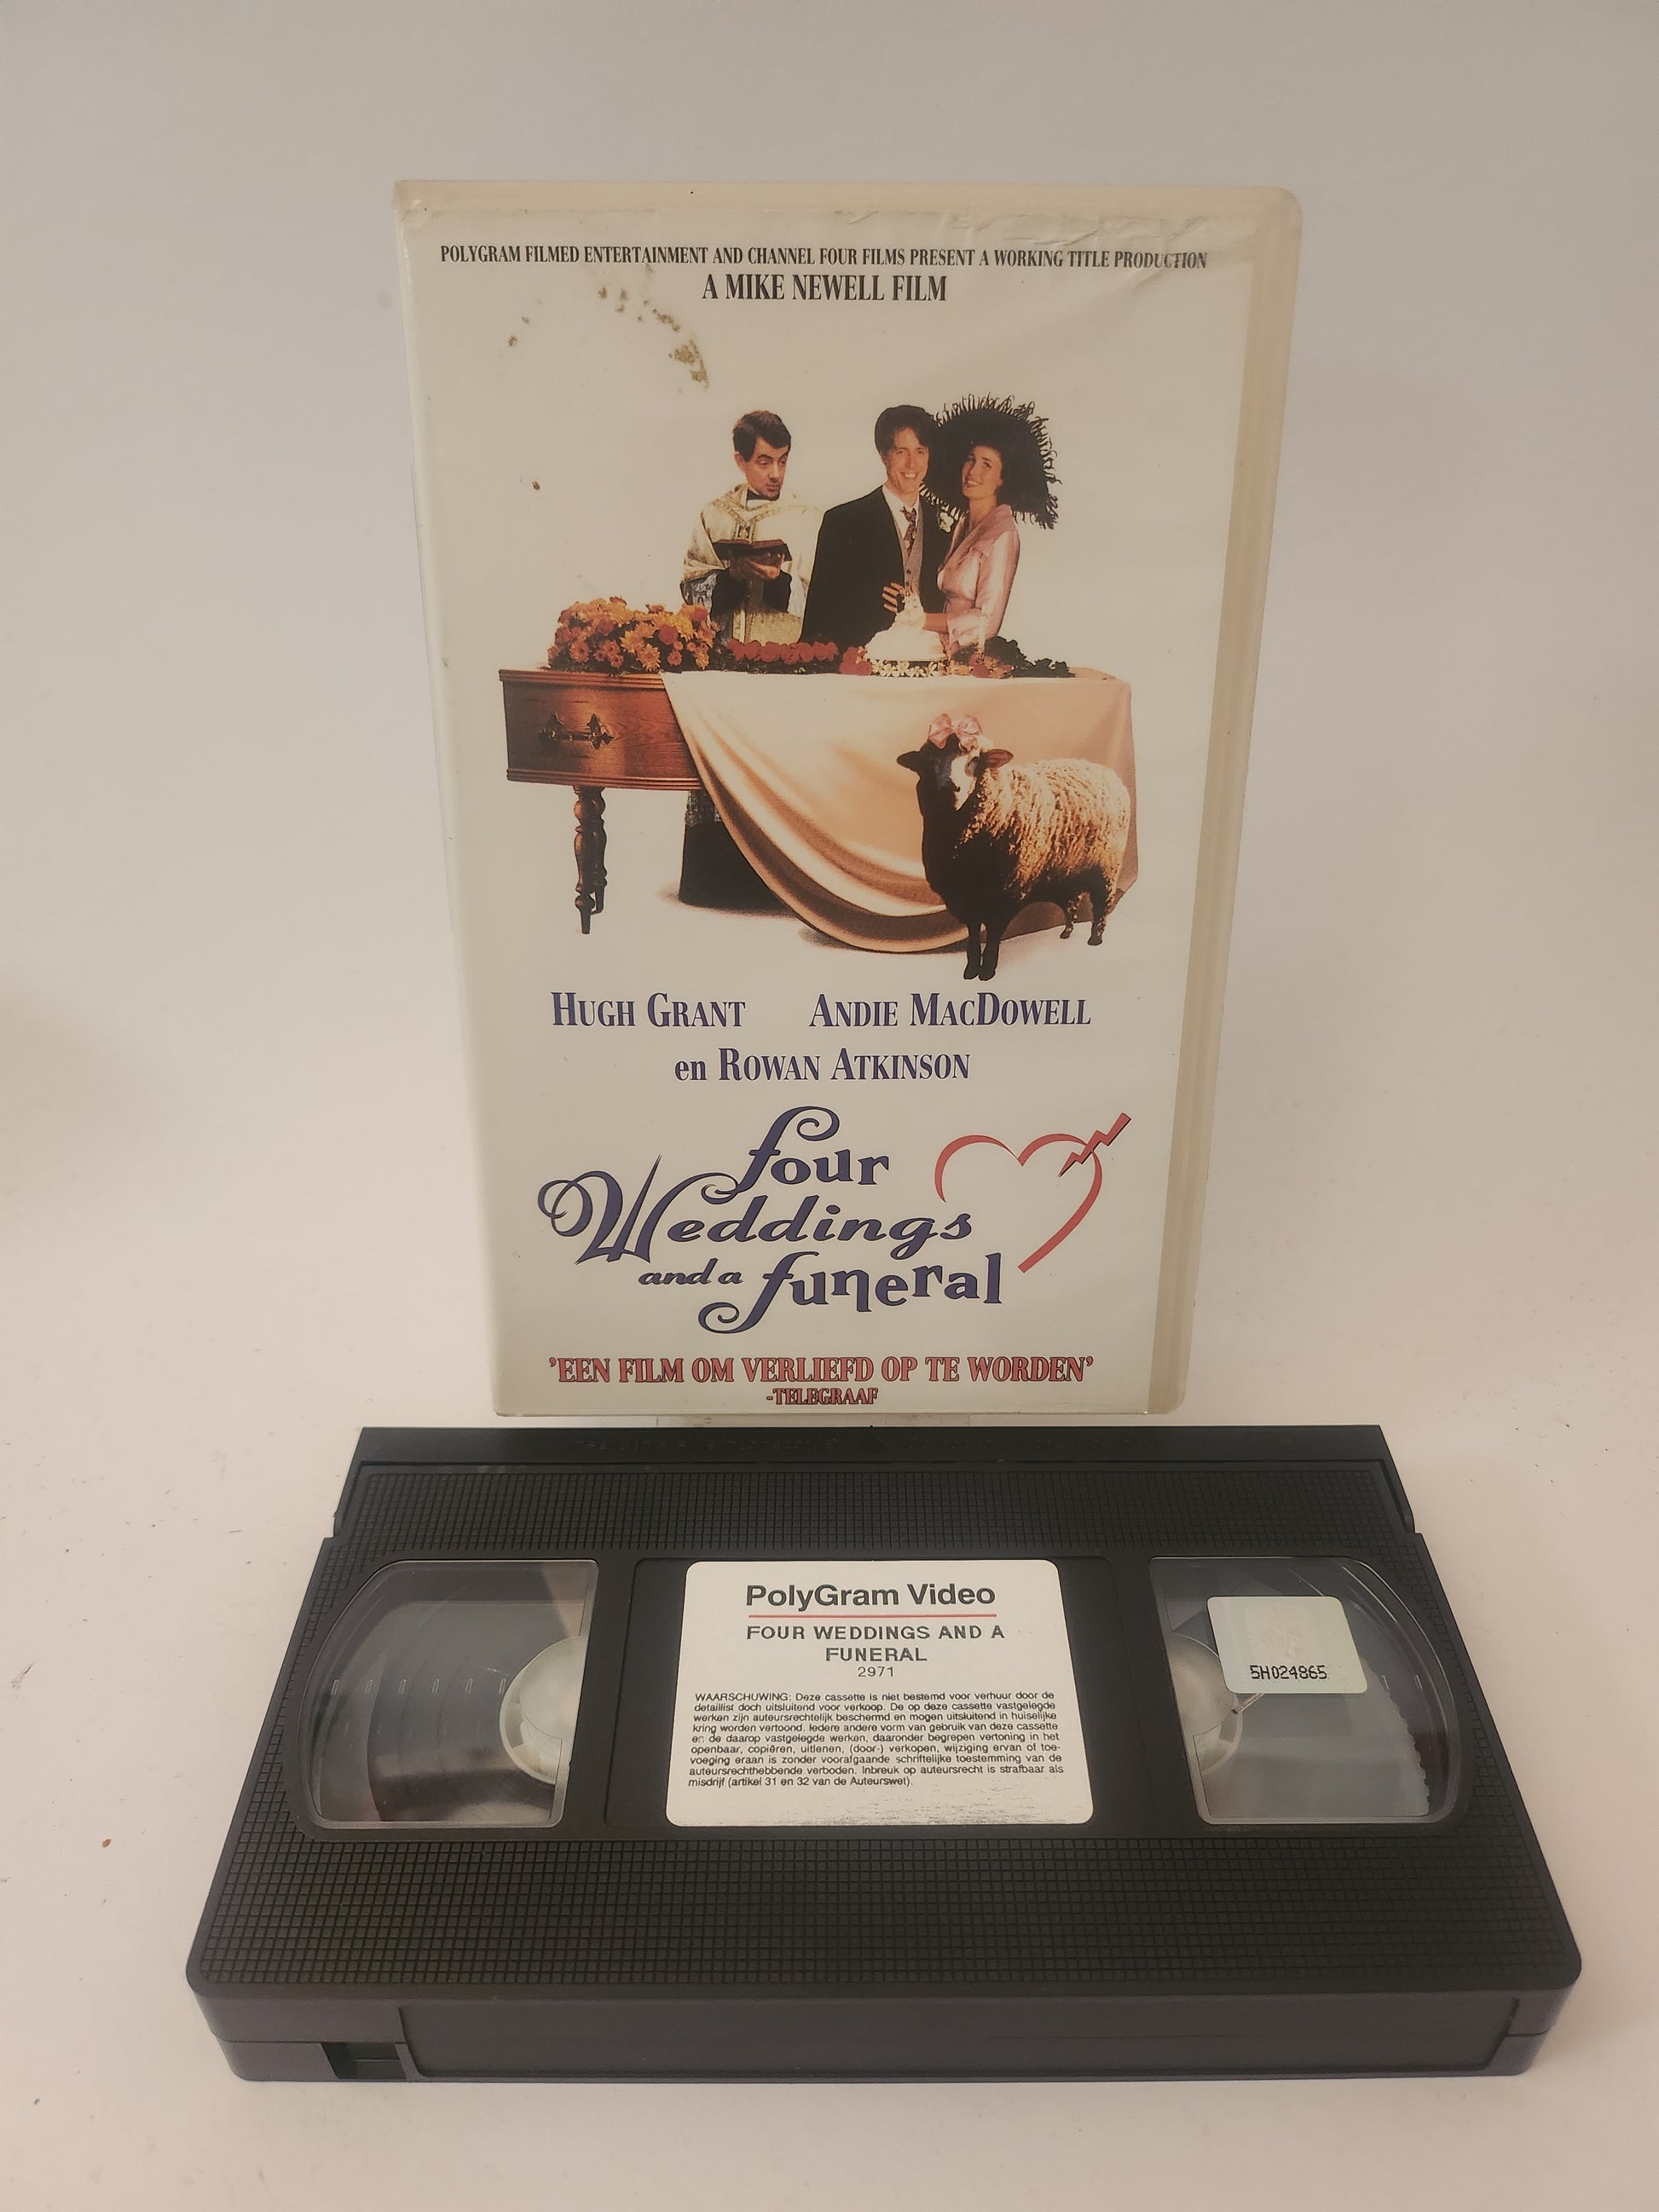 POLYGRAM FILMED ENTERTAINMENT AND CHANNEL FOUR FILMS PRESENT A WORKING TITLE PRODUCTION
A MIKE NEWELL FILM
HUGH GRANT ANDIE MACDOWELL
en ROWAN ATKINSON
four
Weddings
and a funeral
'EEN FILM OM VERLIEFD OP TE WORDEN'
-TELEGRAAF
PolyGram Video
FOUR WEDDINGS AND A
FUNERAL
2971
WAARSCHUWING: Deze cassette is niet bestemd voor verhuur door de
detaillist doch uitsluitend voor verkoop. De op deze cassette vastgelegde
werken zijn auteursrechtelijk beschermd en mogen uitsluitend in huiselijke
kring worden vertoond. Iedere andere vorm van gebruik van deze cassette
en de daarop vastgelegde werken, daaronder begrepen vertoning in het
openbaar, copiëren, uitlenen, (door-) verkopen, wijziging ervan of toe-
voeging eraan is zonder voorafgaande schriftelijke toestemming van de
auteursrechthebbende verboden. Inbreuk op auteursrecht is strafbaar als
misdrijf (artikel 31 en 32 van de Auteurswet).
5H024865